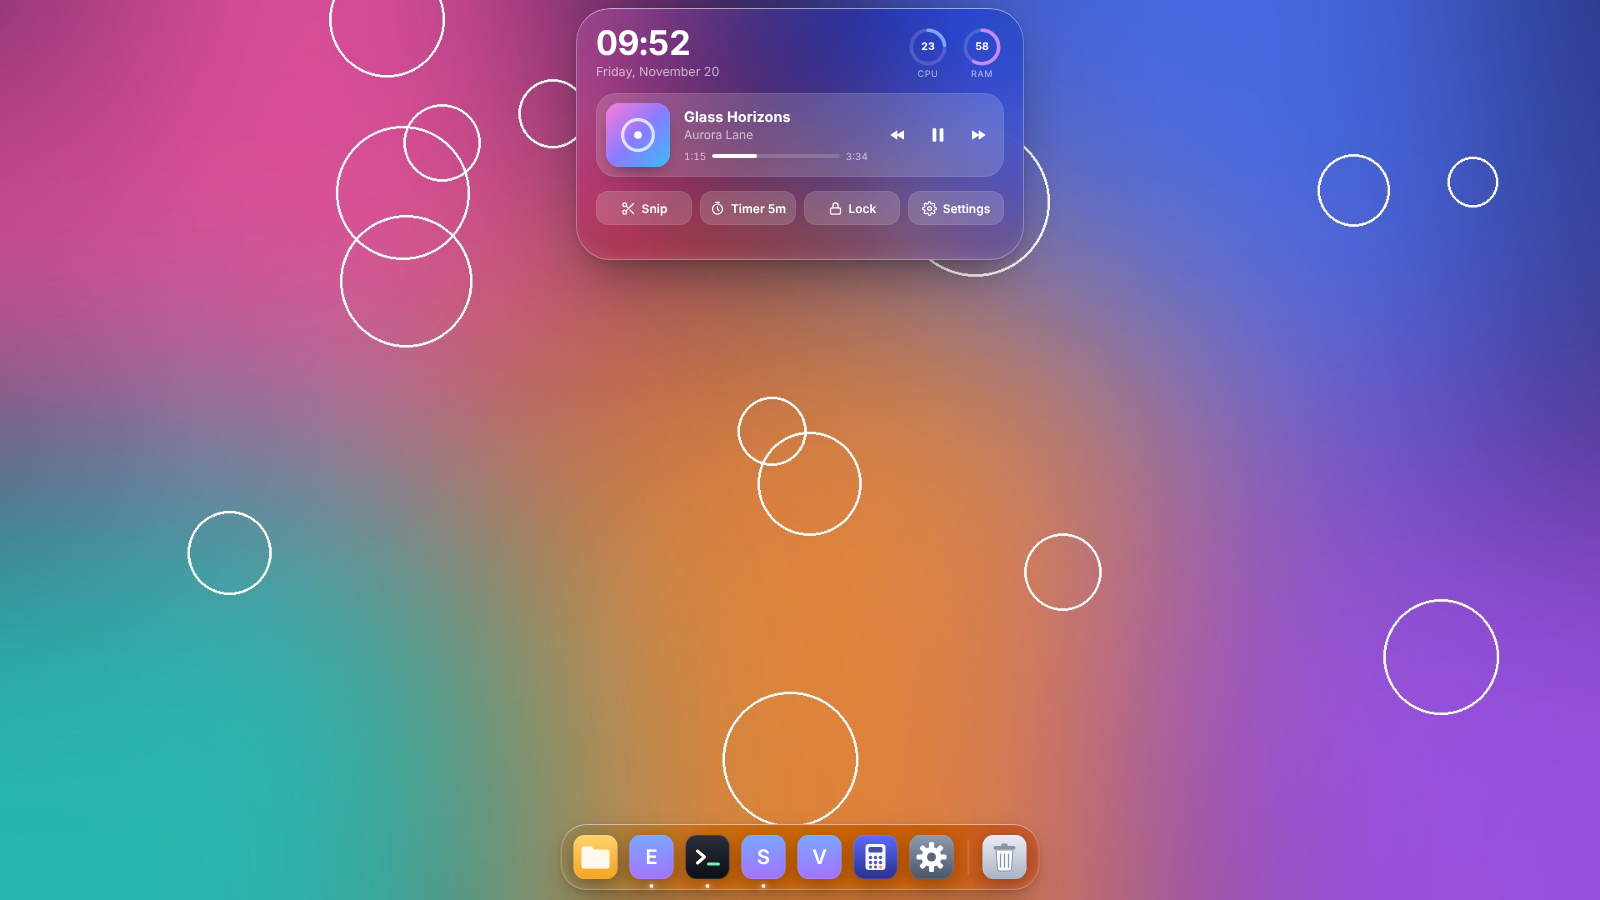 09:52
Friday, November 20
23
58
CPU
RAM
Glass Horizons
Aurora Lane
1:15
3:34
Snip
Timer 5m
Lock
Settings
E
S
V